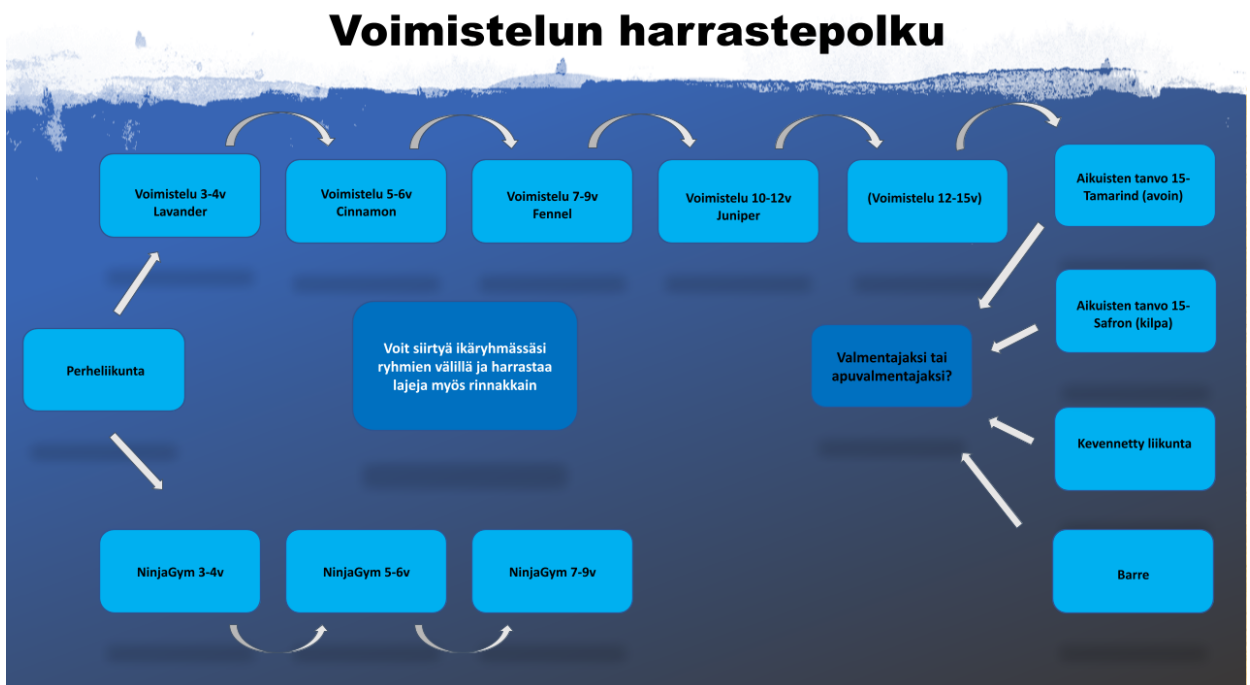 Voimistelun harrastepolku
Voimistelu 3-4v
Lavander
Voimistelu 5-6v
Cinnamon
Voimistelu 7-9v
Fennel
Voimistelu 10-12v
Juniper
(Voimistelu 12-15v)
Aikuisten tanvo 15-
Tamarind (avoin)
Aikuisten tanvo 15-
Safron (kilpa)
Perheliikunta
Voit siirtyä ikäryhmässäsi
ryhmien välillä ja harrastaa
lajeja myös rinnakkain
Valmentajaksi tai
apuvalmentajaksi?
Kevennetty liikunta
NinjaGym 3-4v
NinjaGym 5-6v
NinjaGym 7-9v
Barre